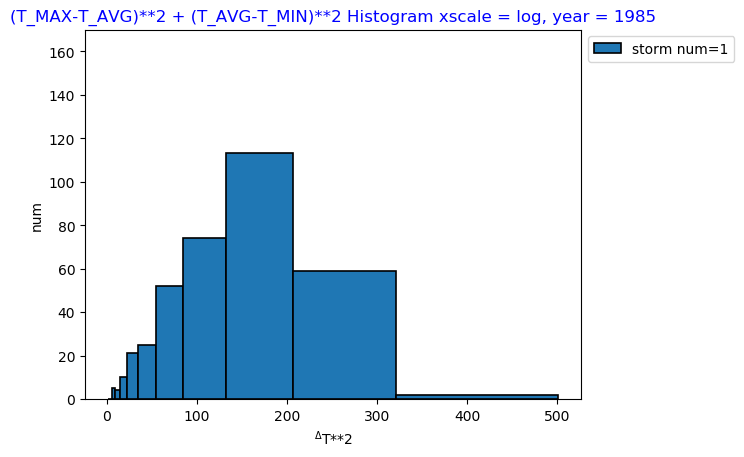 (T_MAX-T_AVG)**2 + (T_AVG-T_MIN)**2 Histogram xscale = log, year = 1985
storm num=1
160
140
120
100
80
60
40
20
0
num
0 100 200 300 400 500
ΔT**2